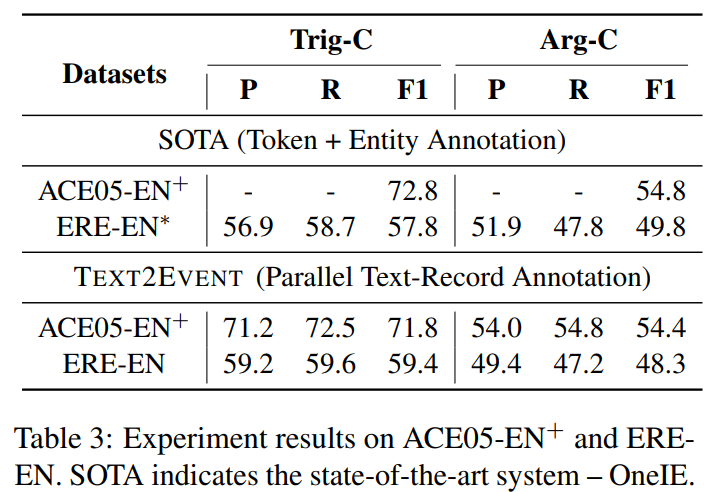 Datasets Trig-C Arg-C
P R F1 P R F1
SOTA (Token + Entity Annotation)
ACE05-EN+ - - 72.8 - - 54.8
ERE-EN* 56.9 58.7 57.8 51.9 47.8 49.8
TEXT2EVENT (Parallel Text-Record Annotation)
ACE05-EN+ 71.2 72.5 71.8 54.0 54.8 54.4
ERE-EN 59.2 59.6 59.4 49.4 47.2 48.3
Table 3: Experiment results on ACE05-EN+ and ERE-
EN. SOTA indicates the state-of-the-art system – OneIE.